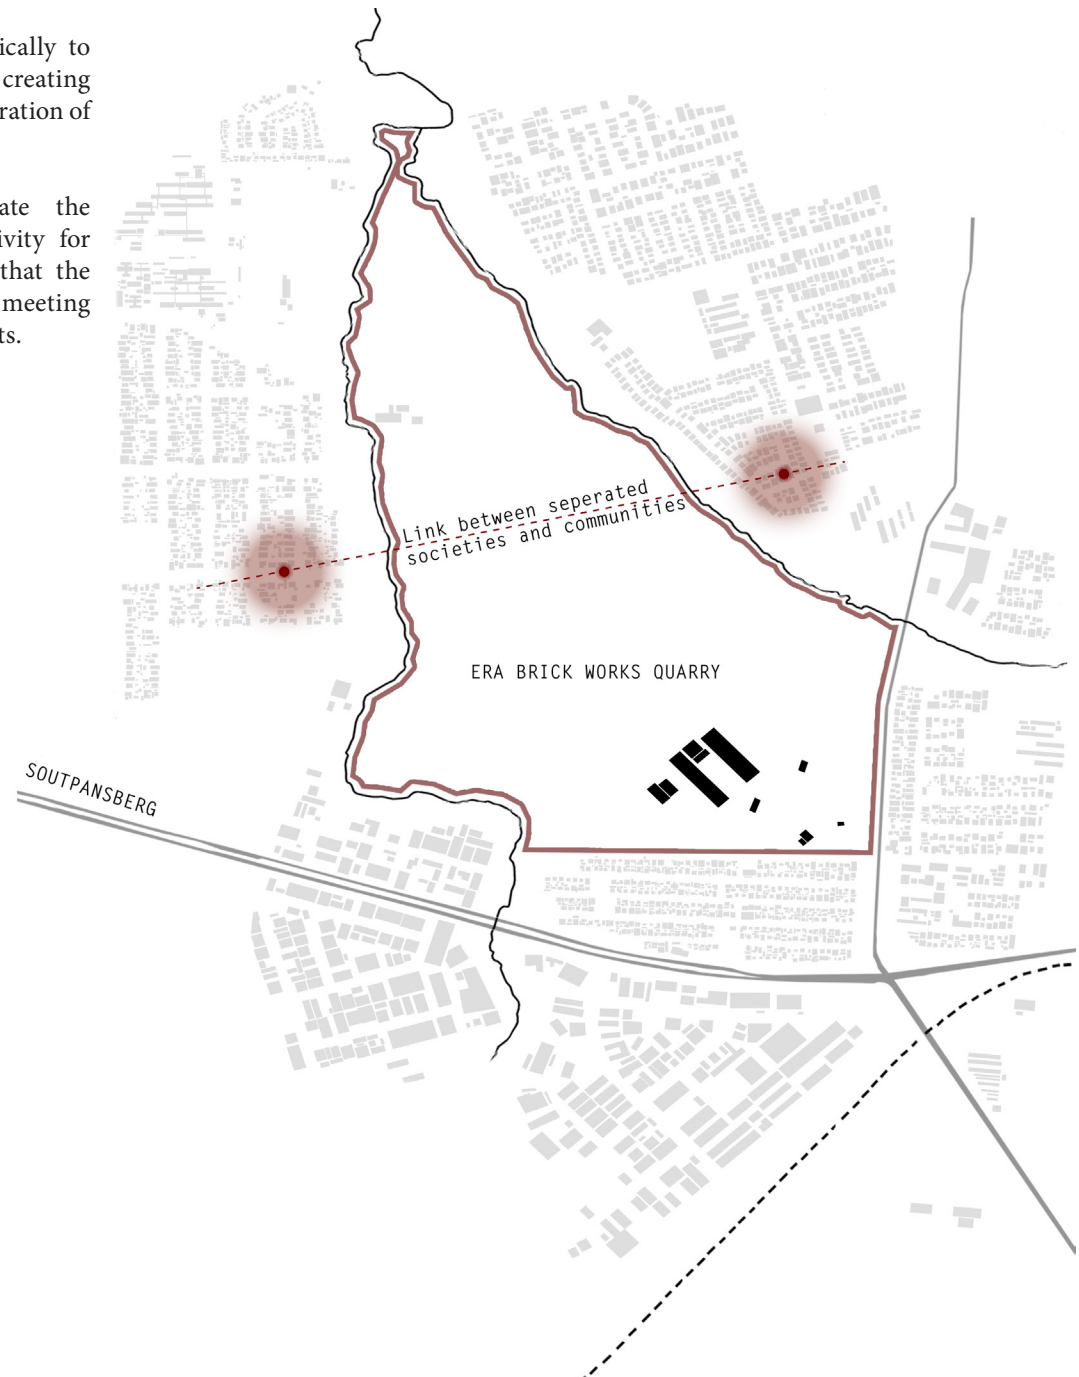 ically to
creating
ration of
ate the
ivity for
that the
meeting
ts.
Link between seperated
societies and communities
ERA BRICK WORKS QUARRY
SOUTPANSBERG